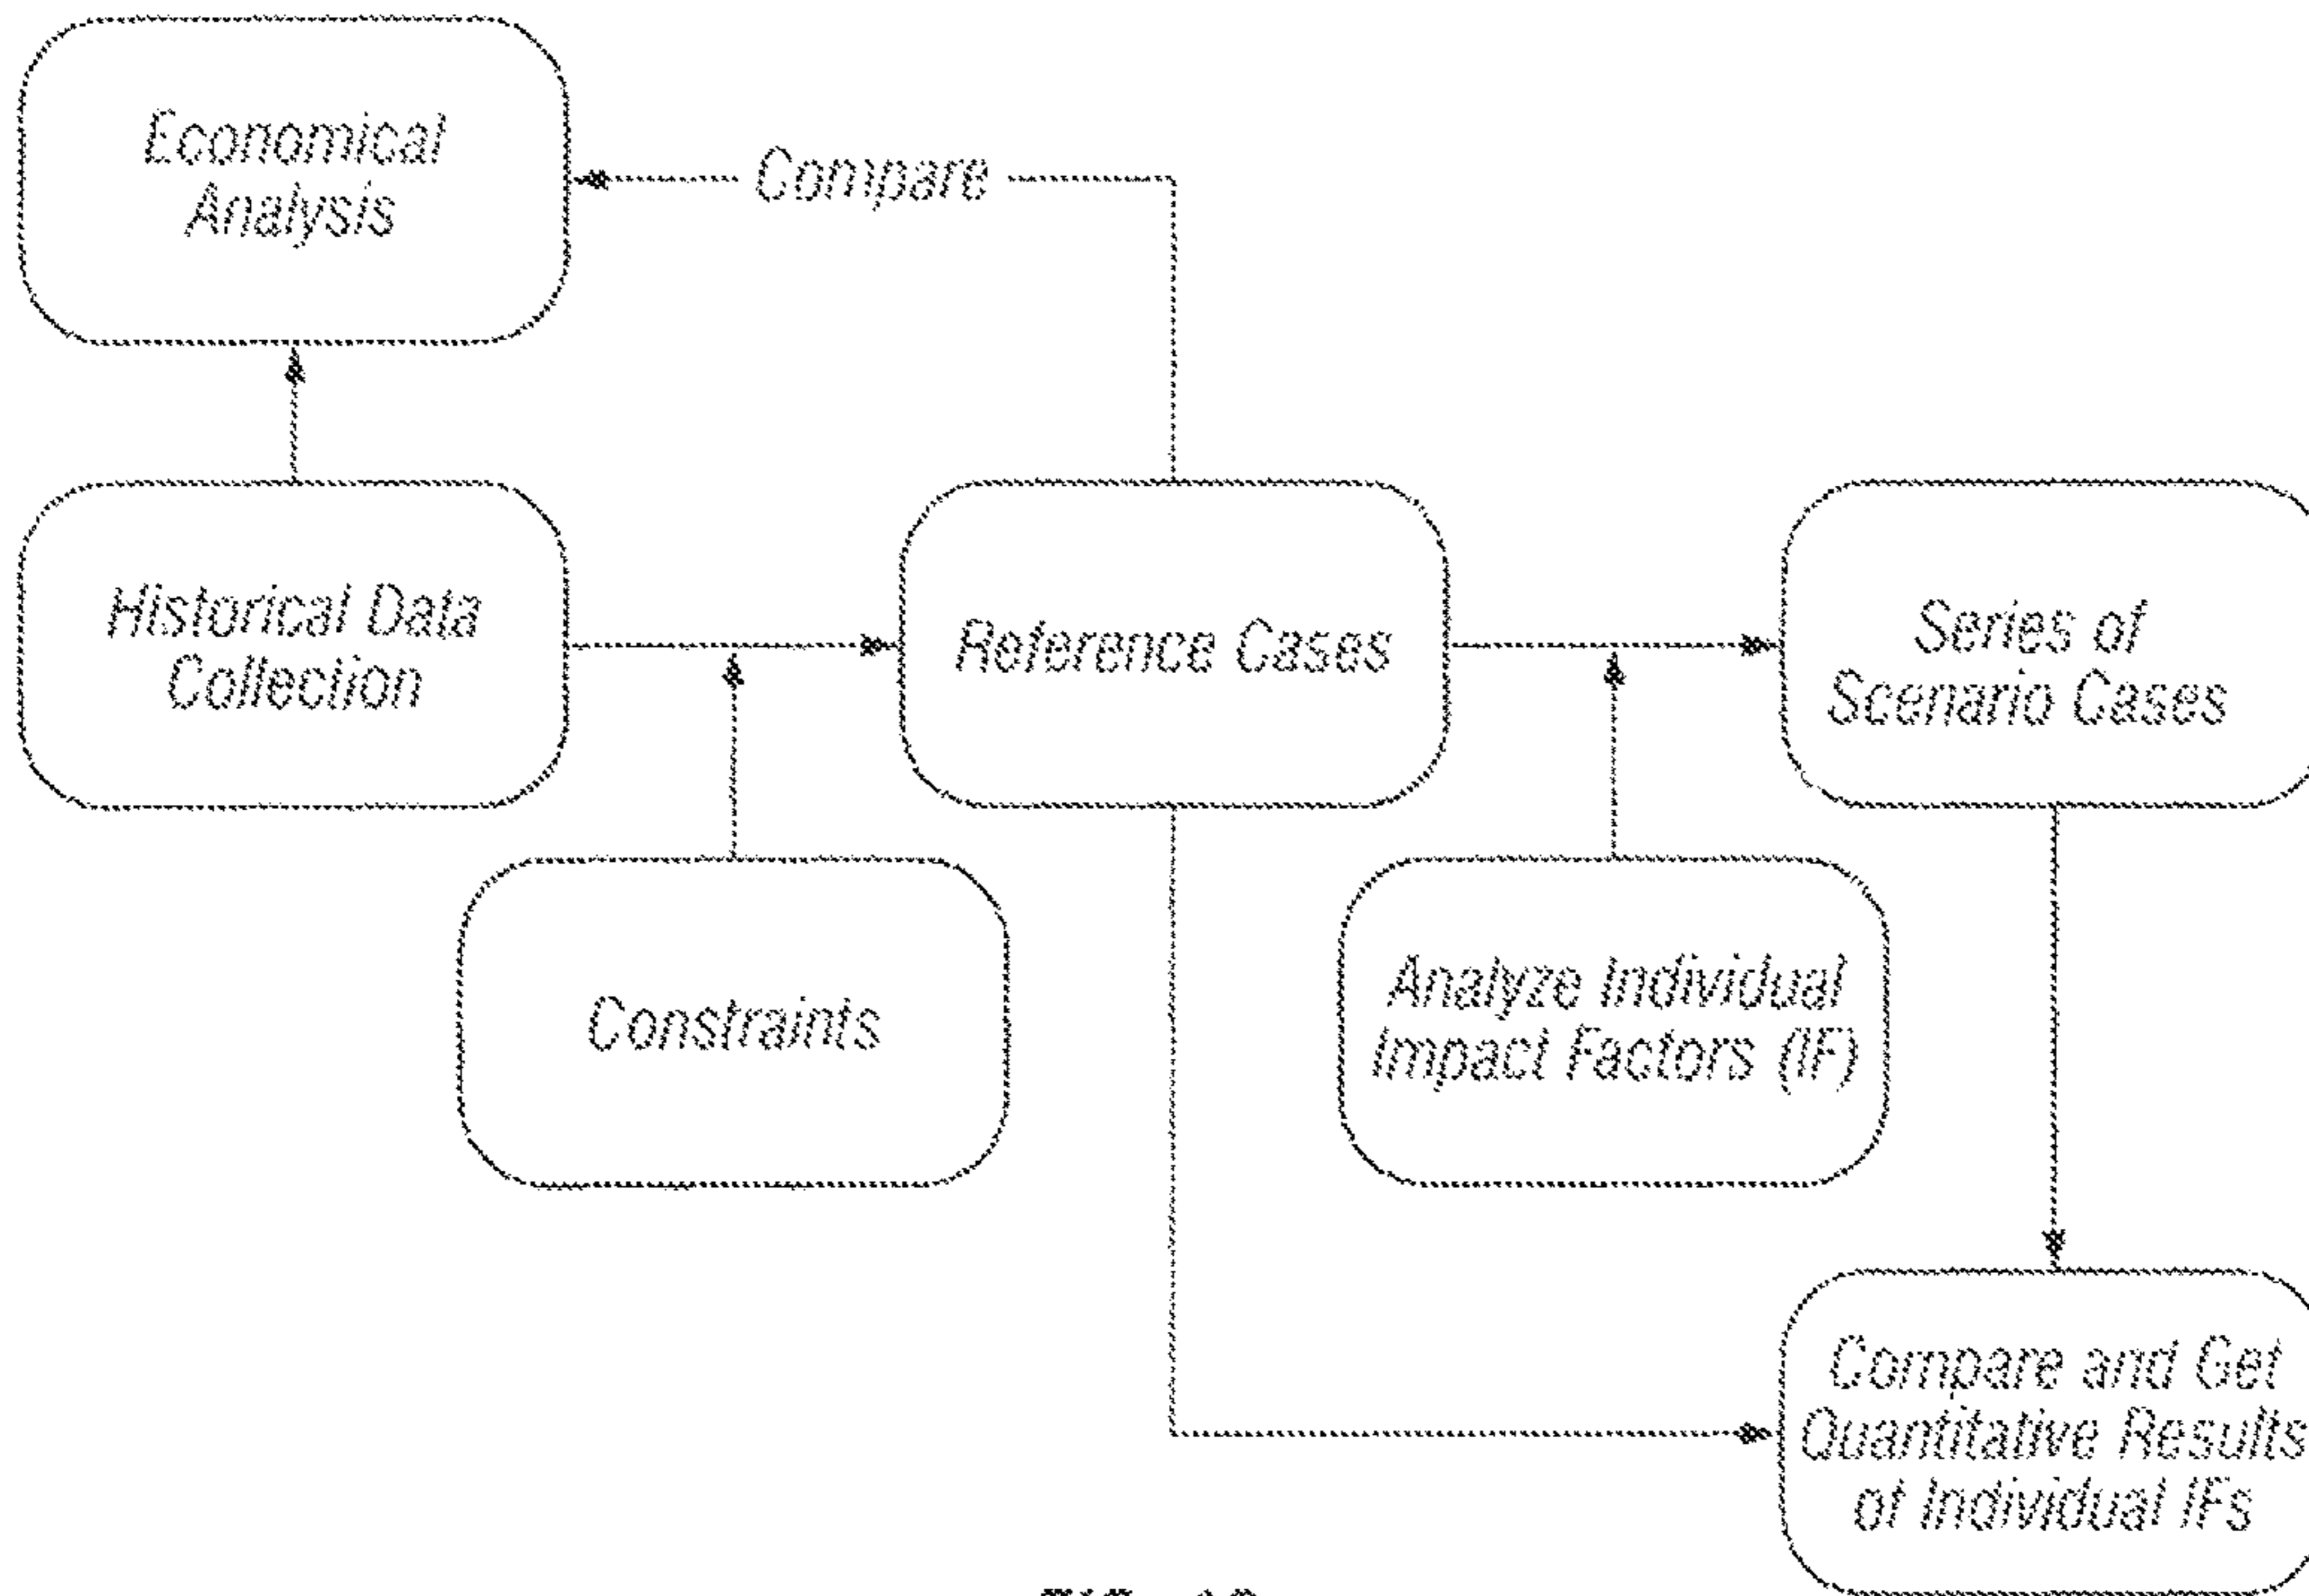 Economical
Analysis
Compare
Historical Data
Collection
Reference Cases
Series of
Scenario Cases
Constraints
Analyze Individual
Impact Factors (IF)
Compare and Get
Quantitative Results
of Individual IFs